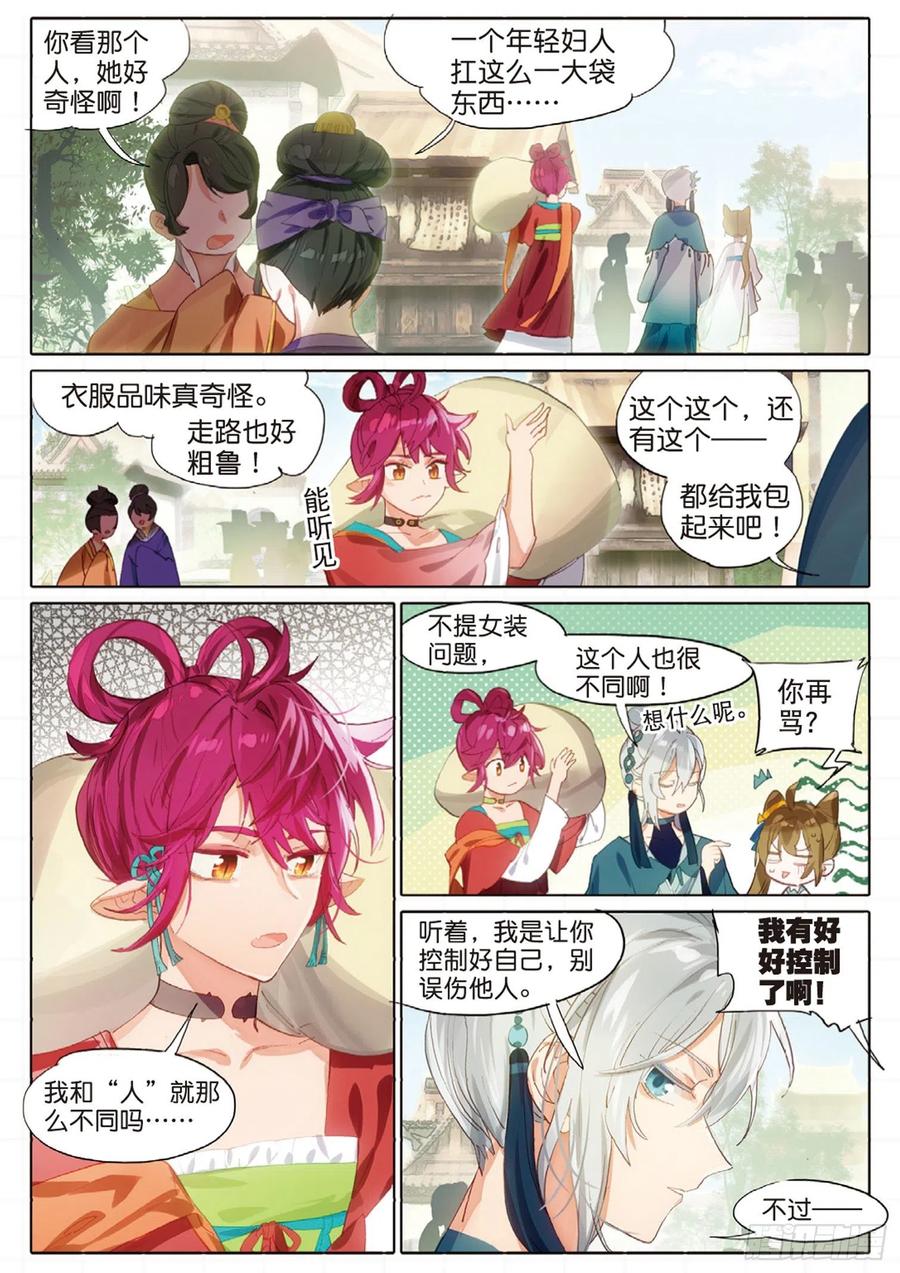 你看那个
人，她好
奇怪啊！
一个年轻妇人
扛这么一大袋
东西……
衣服品味真奇怪。
走路也好
粗鲁！
能听见
这个这个，还
有这个——
都给我包
起来吧！
我和“人”就那
么不同吗……
不提女装
问题，
这个人也很
不同啊！
想什么呢。
你再
骂？
听着，我是让你
控制好自己，别
误伤他人。
我有好
好控制
了啊！
不过——